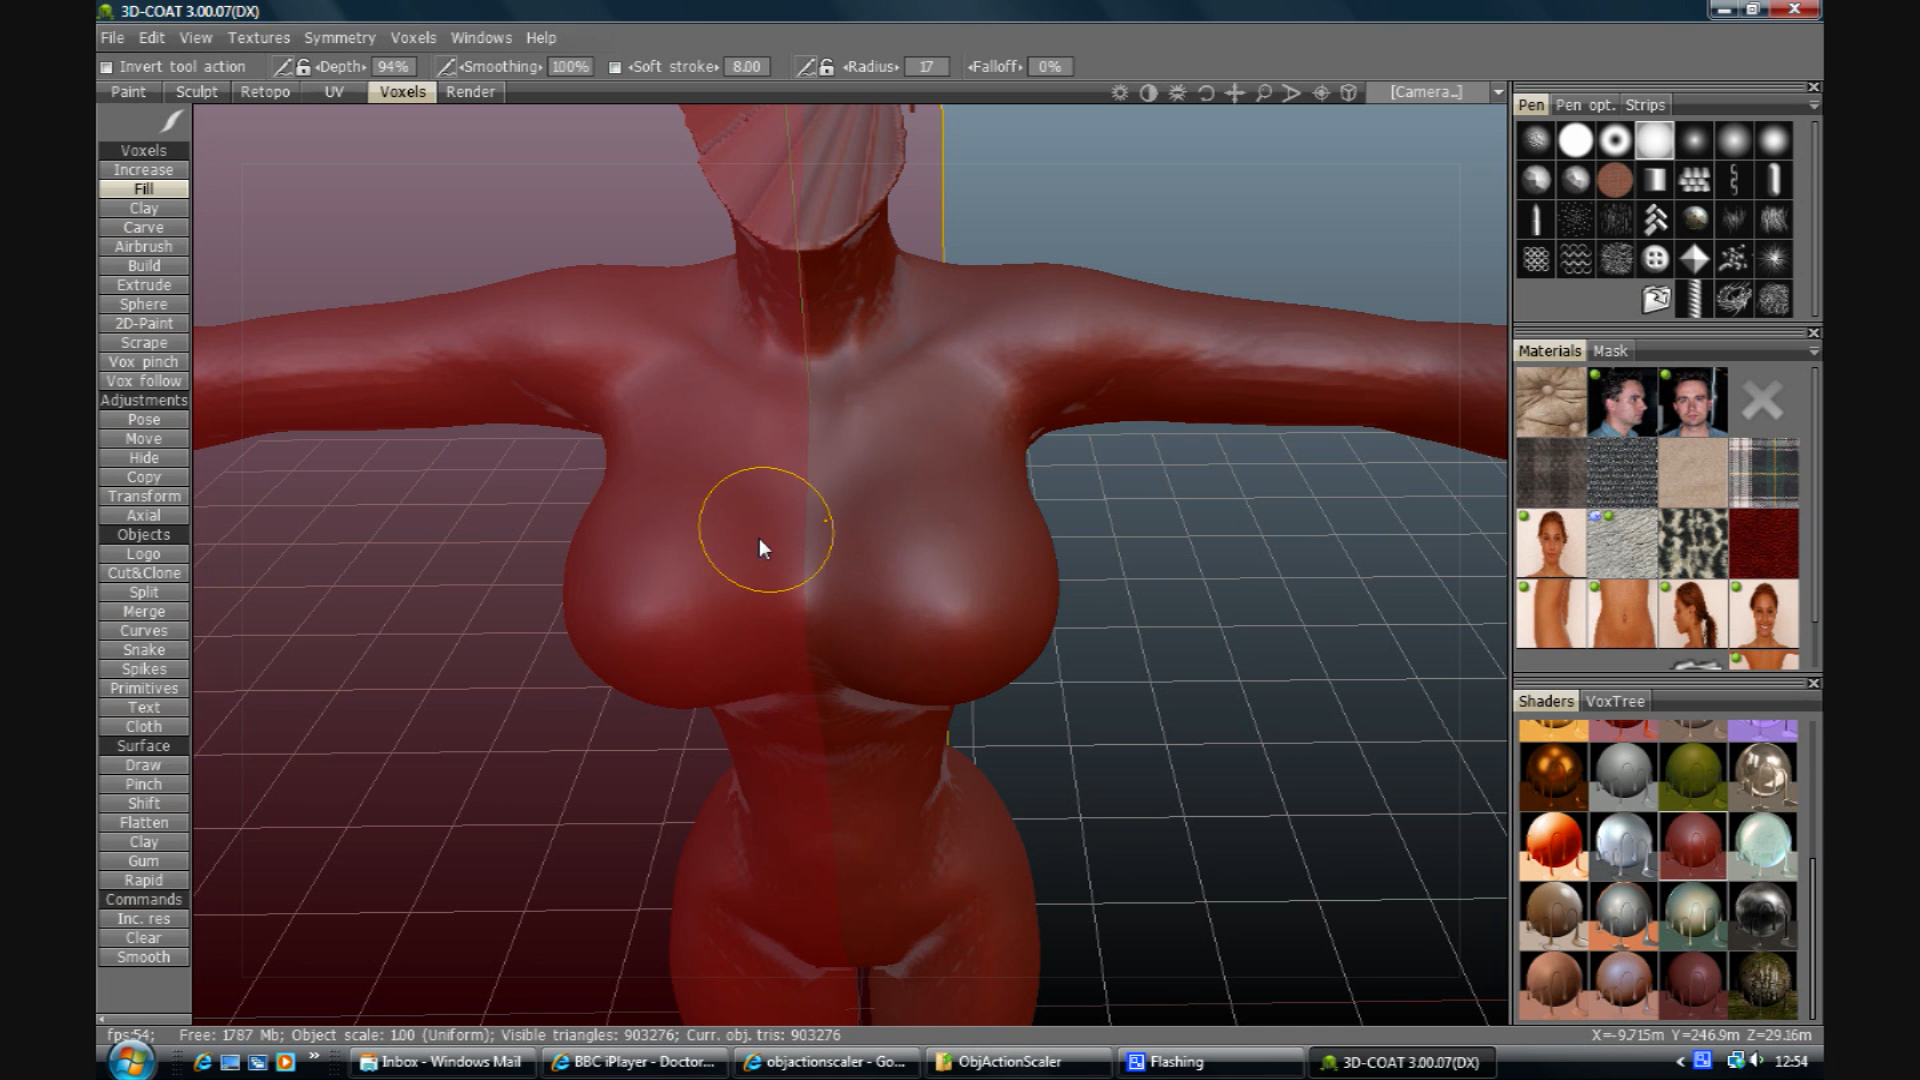 3D-COAT 3.00.07(DX)
File Edit View Textures Symmetry Voxels Windows Help
Invert tool action Depth 94% Smoothing 100% Soft stroke 8.00 Radius 17 Falloff 0%
Paint Sculpt Retopo UV Voxels Render [Camera..]
Voxels
Increase
Fill
Clay
Carve
Airbrush
Build
Extrude
Sphere
2D-Paint
Scrape
Vox pinch
Vox follow
Adjustments
Pose
Move
Hide
Copy
Transform
Axial
Objects
Logo
Cut&Clone
Split
Merge
Curves
Snake
Spikes
Primitives
Text
Cloth
Surface
Draw
Pinch
Shift
Flatten
Clay
Gum
Rapid
Commands
Inc. res
Clear
Smooth
Pen Pen opt. Strips
Materials Mask
Shaders VoxTree
fps:54; Free: 1787 Mb; Object scale: 1.00 (Uniform); Visible triangles: 903276; Curr. obj. tris: 903276
X=-9.715m Y=246.9m Z=29.16m
Inbox - Windows Mail
BBC iPlayer - Doctor...
objactionscaler - Go...
ObjActionScaler
Flashing
3D-COAT 3.00.07(DX)
12:54